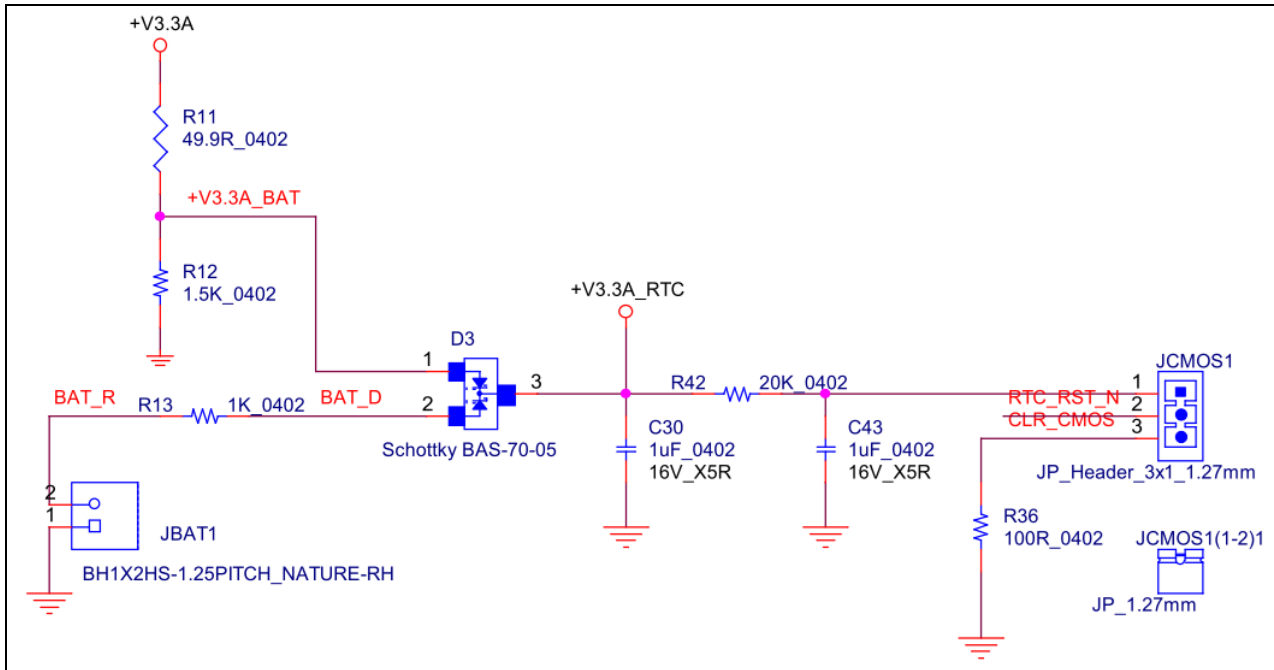 +V3.3A
R11
49.9R_0402
+V3.3A_BAT
R12
1.5K_0402
+V3.3A_RTC
D3
1
2
3
BAT_R
R13
1K_0402
BAT_D
Schottky BAS-70-05
R42
20K_0402
C30
1uF_0402
16V_X5R
C43
1uF_0402
16V_X5R
JCMOS1
1
RTC_RST_N
2
CLR_CMOS
3
JP_Header_3x1_1.27mm
2
1
JBAT1
BH1X2HS-1.25PITCH_NATURE-RH
R36
100R_0402
JCMOS1(1-2)1
JP_1.27mm